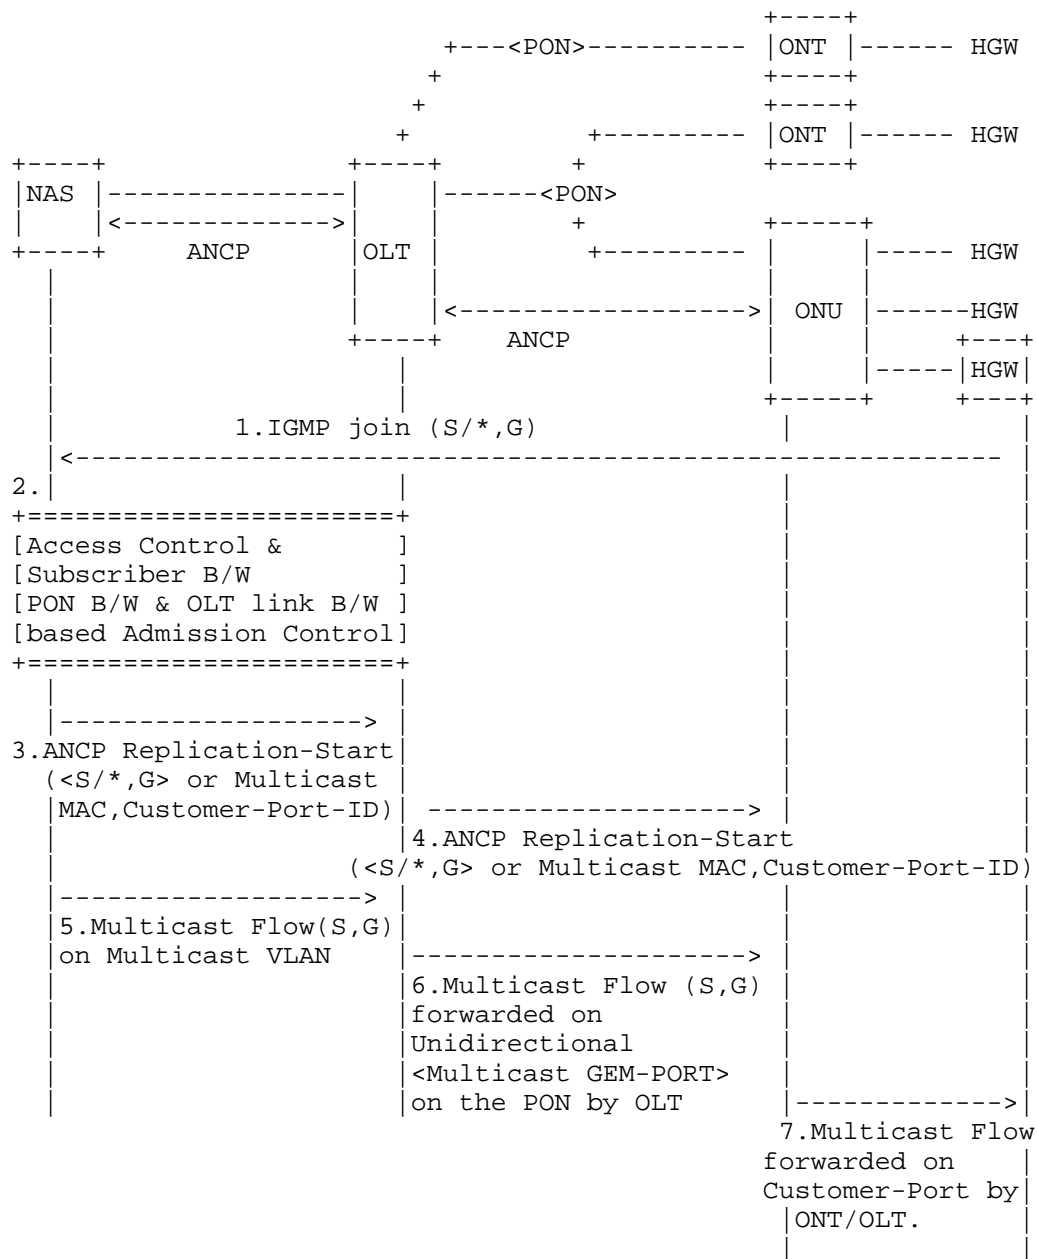 +----+
                           +---<PON>---------- |ONT |------ HGW
                          +                    +----+
                         +                     +----+
                        +           +--------- |ONT |------ HGW
+----+               +----+        +           +----+
|NAS |---------------|    |------<PON>
|    |<------------->|    |        +           +-----+
+----+     ANCP      |OLT |         +--------- |     |----- HGW
  |                  |    |                    |     |
  |                  |    |<------------------>| ONU |------HGW
  |                  +----+    ANCP            |     |     +---+
  |                     |                      |     |-----|HGW|
  |                     |                      +-----+     +---+
  |           1.IGMP join (S/*,G)               |              |
  |<---------------------------------------------------------- |
2.|                     |                       |              |
+=======================+                       |              |
[Access Control &       ]                       |              |
[Subscriber B/W         ]                       |              |
[PON B/W & OLT link B/W ]                       |              |
[based Admission Control]                       |              |
+=======================+                       |              |
  |                     |                       |              |
  |-------------------> |                       |              |
3.ANCP Replication-Start|                       |              |
  (<S/*,G> or Multicast |                       |              |
  |MAC,Customer-Port-ID)| --------------------> |              |
  |                     |4.ANCP Replication-Start              |
  |                  (<S/*,G> or Multicast MAC,Customer-Port-ID)
  |-------------------> |                       |              |
  |5.Multicast Flow(S,G)|                       |              |
  |on Multicast VLAN    |---------------------> |              |
  |                     |6.Multicast Flow (S,G) |              |
  |                     |forwarded on           |              |
  |                     |Unidirectional         |              |
  |                     |<Multicast GEM-PORT>   |              |
  |                     |on the PON by OLT      |------------->|
                                                7.Multicast Flow
                                               forwarded on    |
                                               Customer-Port by|
                                                |ONT/OLT.      |
                                                |              |